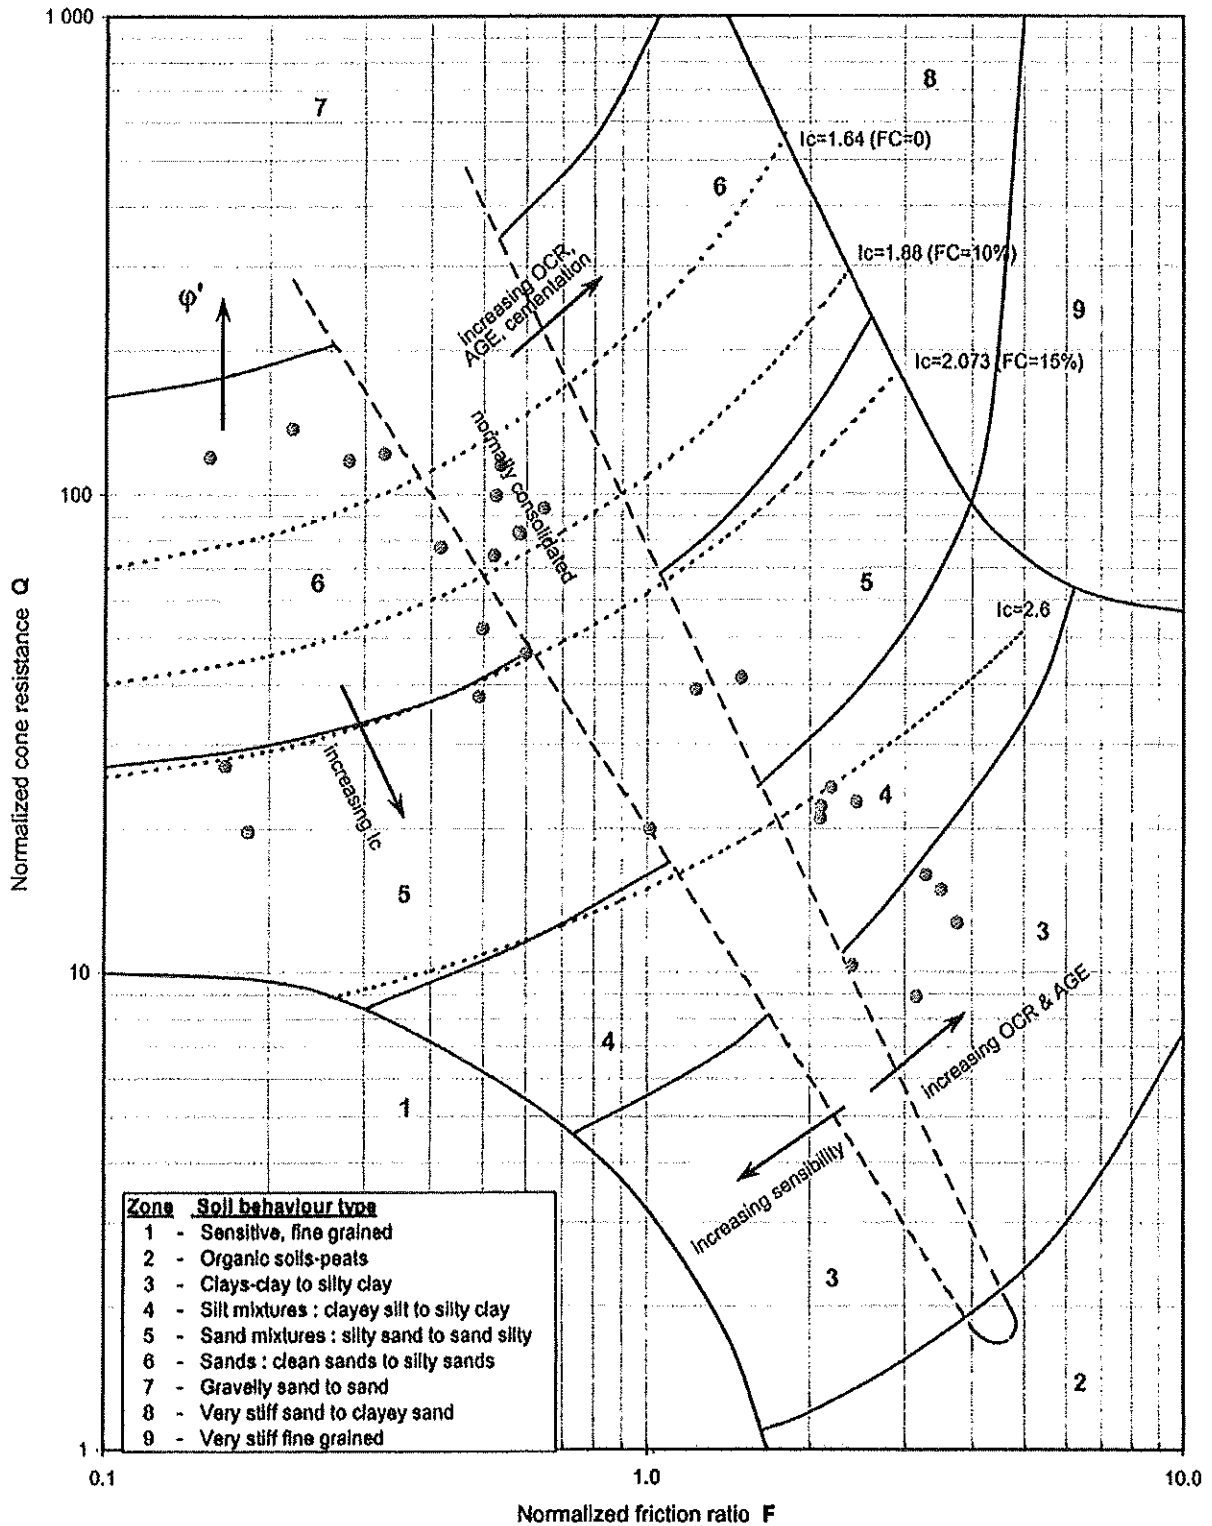 1 000
7
8
Ic=1.64 (FC=0)
6
Ic=1.88 (FC=10%)
increasing OCR,
AGE, cementation
φ'
9
Ic=2.073 (FC=15%)
normally consolidated
100
6
5
Ic=2.6
Normalized cone resistance Q
increasing Ic
4
5
3
10
increasing OCR & AGE
4
1
increasing sensibility
3
2
Zone Soil behaviour type
1 - Sensitive, fine grained
2 - Organic soils-peats
3 - Clays-clay to silty clay
4 - Silt mixtures : clayey silt to silty clay
5 - Sand mixtures : silty sand to sand silty
6 - Sands : clean sands to silty sands
7 - Gravelly sand to sand
8 - Very stiff sand to clayey sand
9 - Very stiff fine grained
1
0.1
1.0
10.0
Normalized friction ratio F